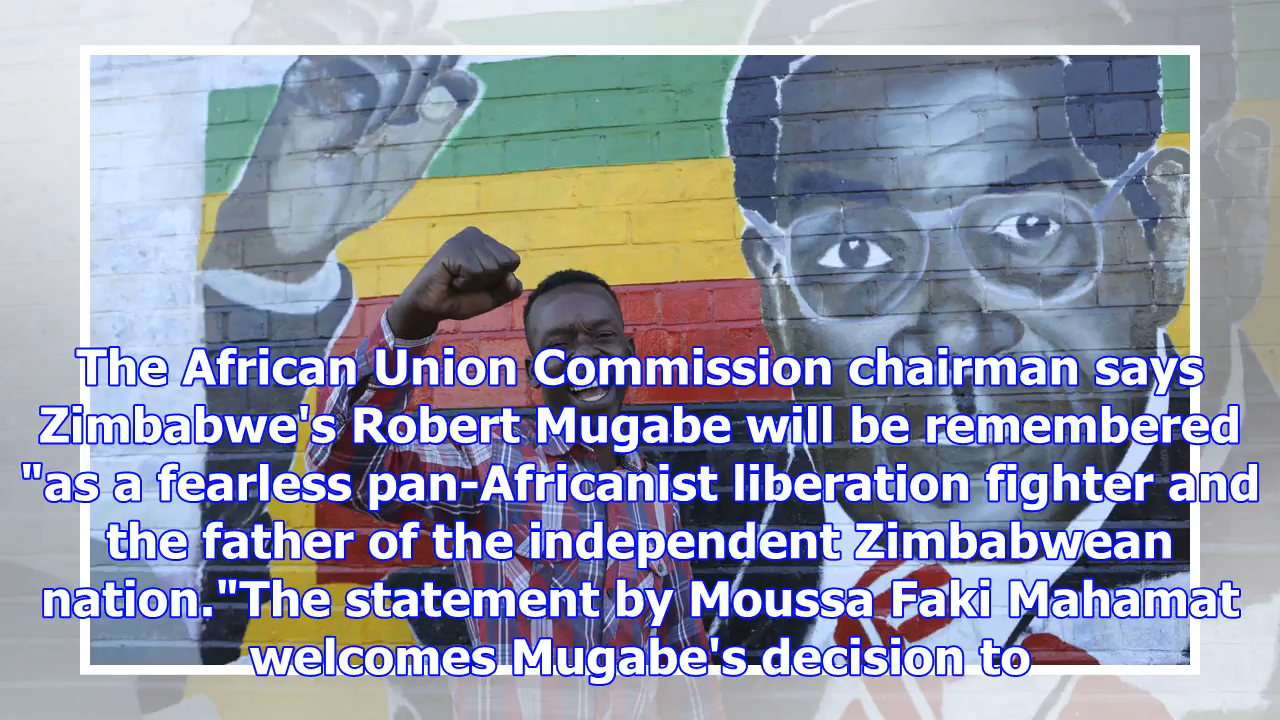 The African Union Commission chairman says
Zimbabwe's Robert Mugabe will be remembered
"as a fearless pan-Africanist liberation fighter and
the father of the independent Zimbabwean
nation."The statement by Moussa Faki Mahamat
welcomes Mugabe's decision to